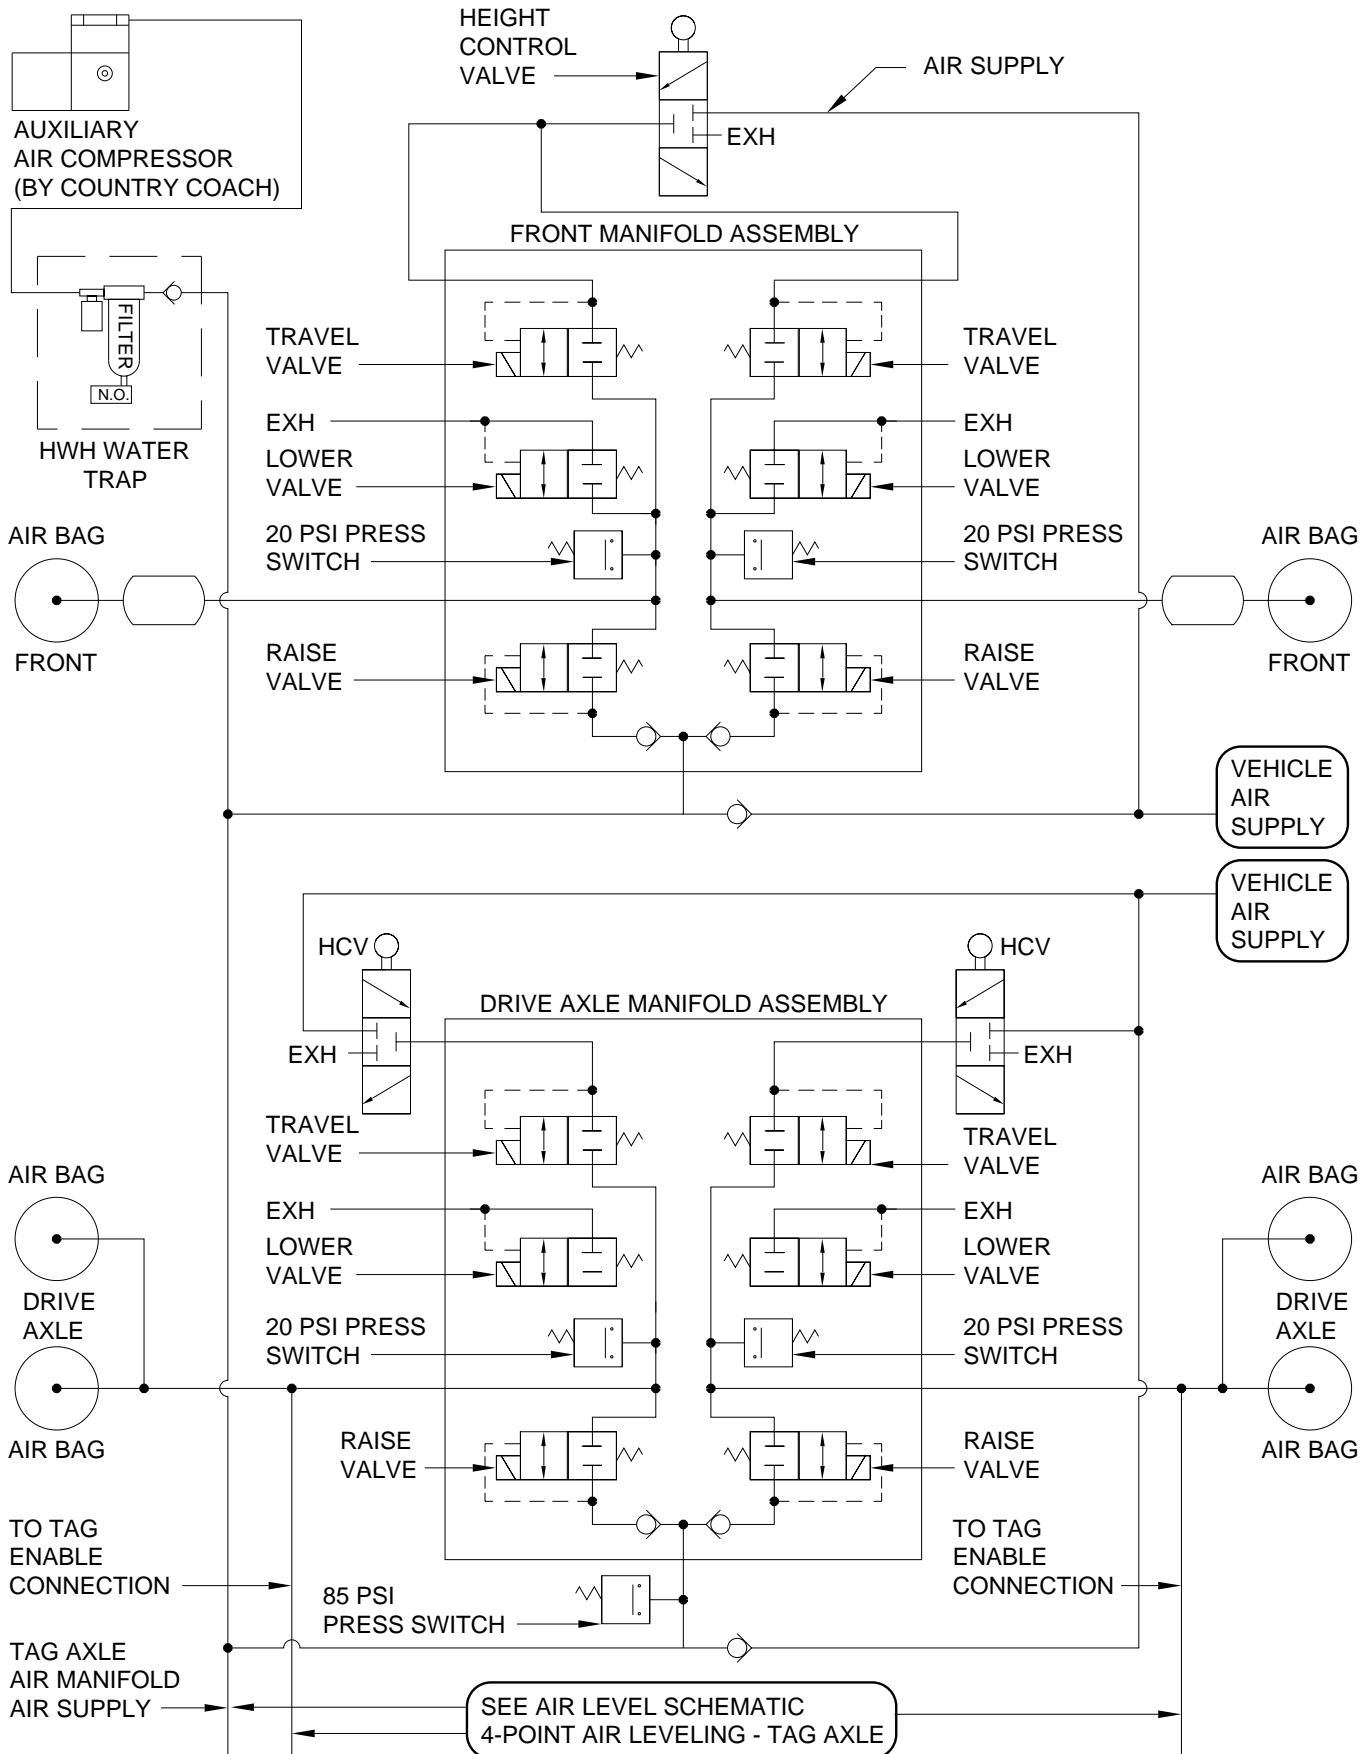 HEIGHT
CONTROL
VALVE
AIR SUPPLY
EXH
AUXILIARY
AIR COMPRESSOR
(BY COUNTRY COACH)
FRONT MANIFOLD ASSEMBLY
FILTER
N.O.
HWH WATER
TRAP
TRAVEL
VALVE
TRAVEL
VALVE
EXH
EXH
LOWER
VALVE
LOWER
VALVE
20 PSI PRESS
SWITCH
20 PSI PRESS
SWITCH
AIR BAG
FRONT
AIR BAG
FRONT
RAISE
VALVE
RAISE
VALVE
VEHICLE
AIR
SUPPLY
VEHICLE
AIR
SUPPLY
HCV
HCV
DRIVE AXLE MANIFOLD ASSEMBLY
EXH
EXH
TRAVEL
VALVE
TRAVEL
VALVE
AIR BAG
AIR BAG
EXH
EXH
LOWER
VALVE
LOWER
VALVE
DRIVE
AXLE
DRIVE
AXLE
20 PSI PRESS
SWITCH
20 PSI PRESS
SWITCH
AIR BAG
AIR BAG
RAISE
VALVE
RAISE
VALVE
TO TAG
ENABLE
CONNECTION
TO TAG
ENABLE
CONNECTION
85 PSI
PRESS SWITCH
TAG AXLE
AIR MANIFOLD
AIR SUPPLY
SEE AIR LEVEL SCHEMATIC
4-POINT AIR LEVELING - TAG AXLE